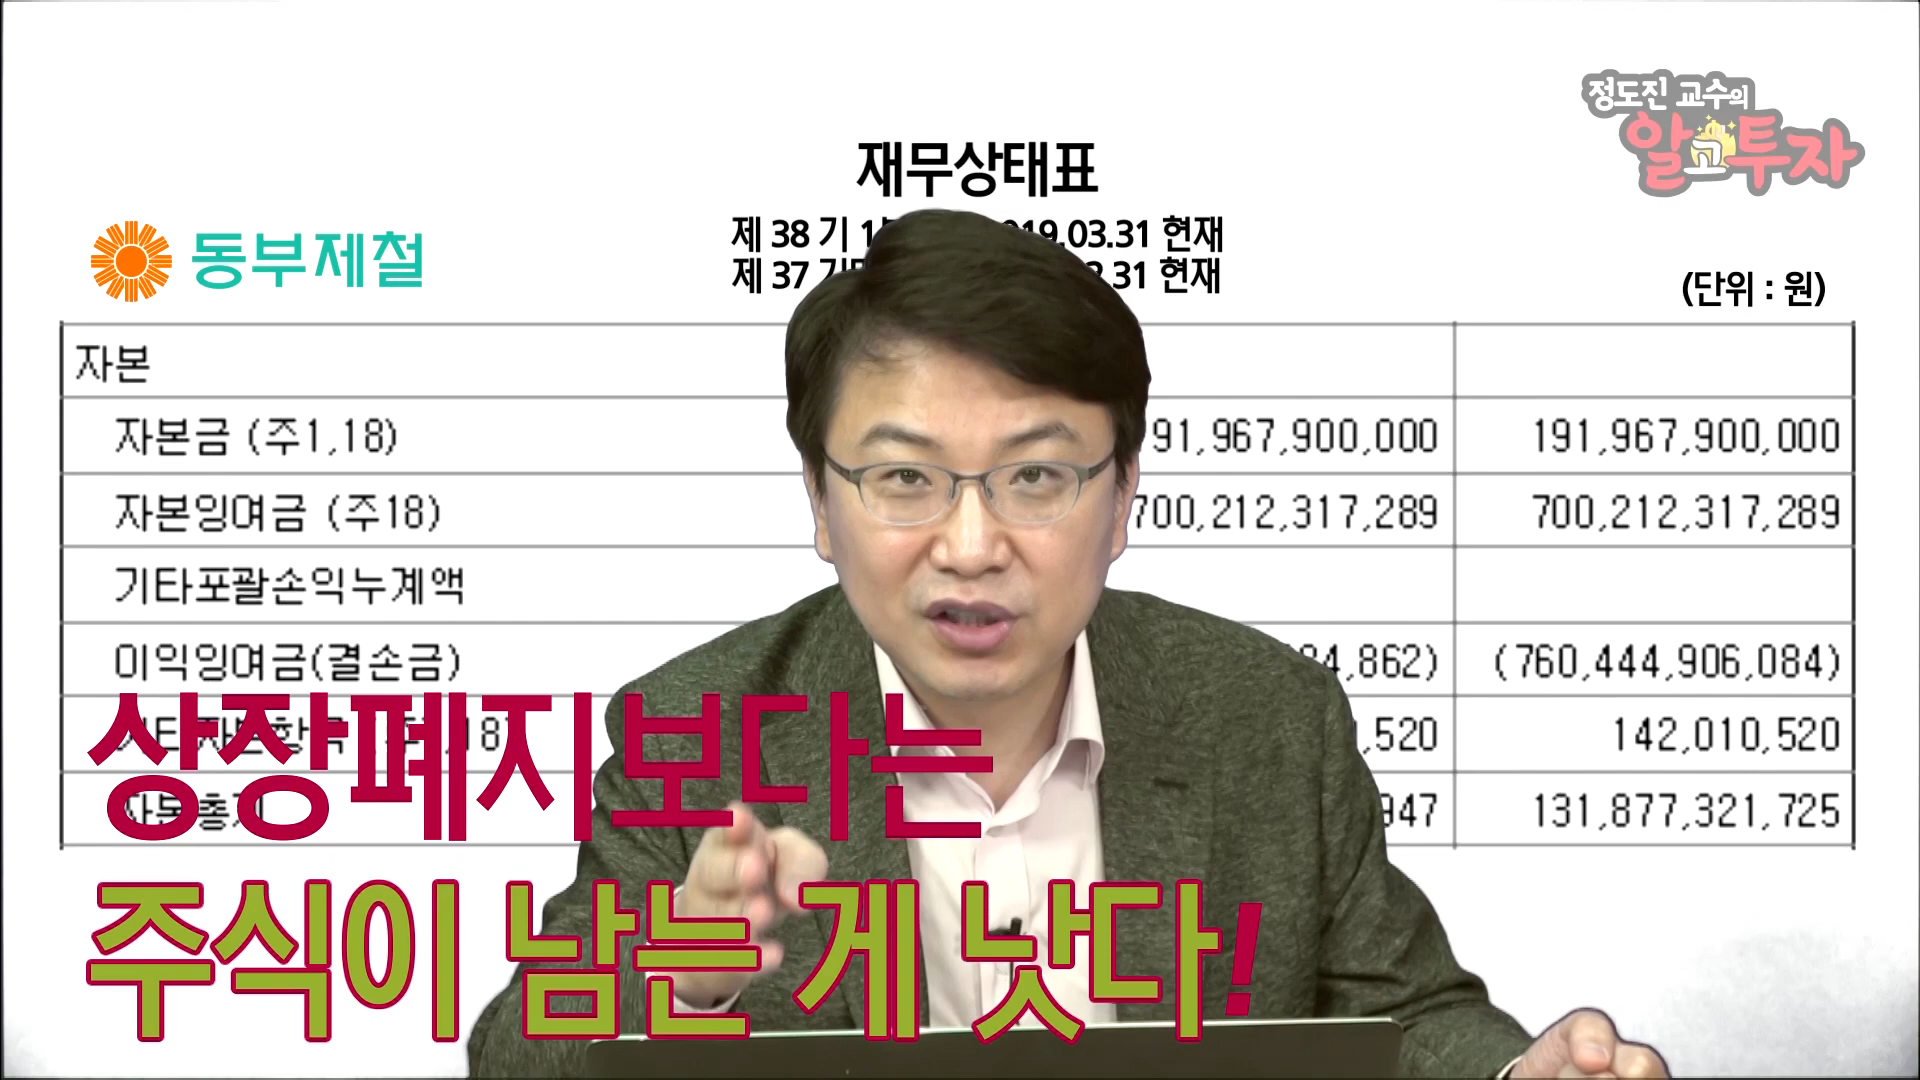 정도진 교수의
알고투자
재무상태표
제 38 기 1 019.03.31 현재
제 37 기 31 현재
동부제철
(단위 : 원)
자본
자본금 (주1,18) 91,967,900,000 191,967,900,000
자본잉여금 (주18) 700,212,317,289 700,212,317,289
기타포괄손익누계액
이익잉여금(결손금) 84,862) (760,444,906,084)
,520 142,010,520
947 131,877,321,725
상장폐지보다는
주식이 남는 게 낫다!